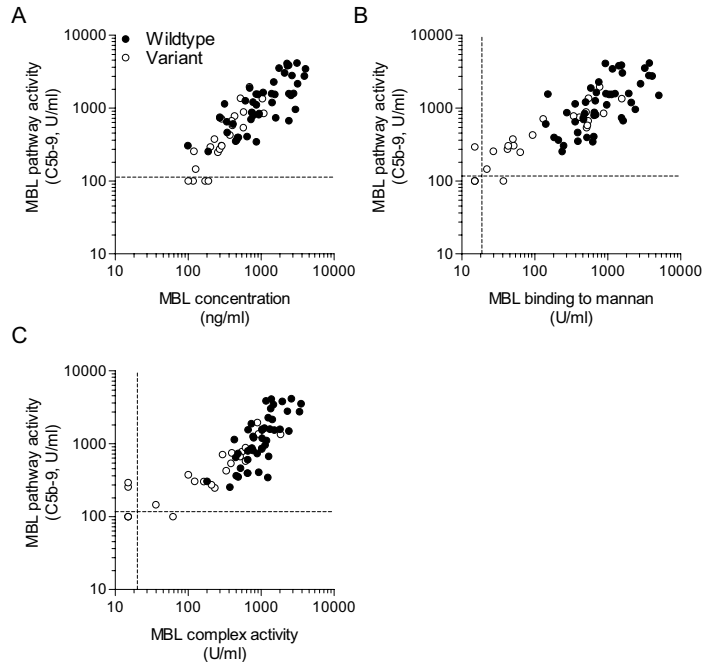 A
Wildtype
Variant
10000
1000
100
10
MBL pathway activity
(C5b-9, U/ml)
10 100 1000 10000
MBL concentration
(ng/ml)
B
10000
1000
100
10
MBL pathway activity
(C5b-9, U/ml)
10 100 1000 10000
MBL binding to mannan
(U/ml)
C
10000
1000
100
10
MBL pathway activity
(C5b-9, U/ml)
10 100 1000 10000
MBL complex activity
(U/ml)